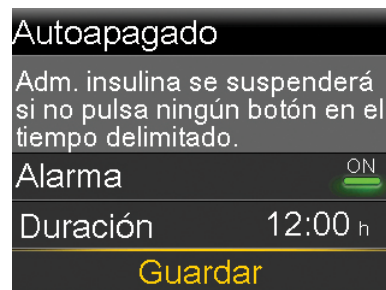 Autoapagado
Adm. insulina se suspenderá
si no pulsa ningún botón en el
tiempo delimitado.
Alarma ON
Duración 12:00 h
Guardar